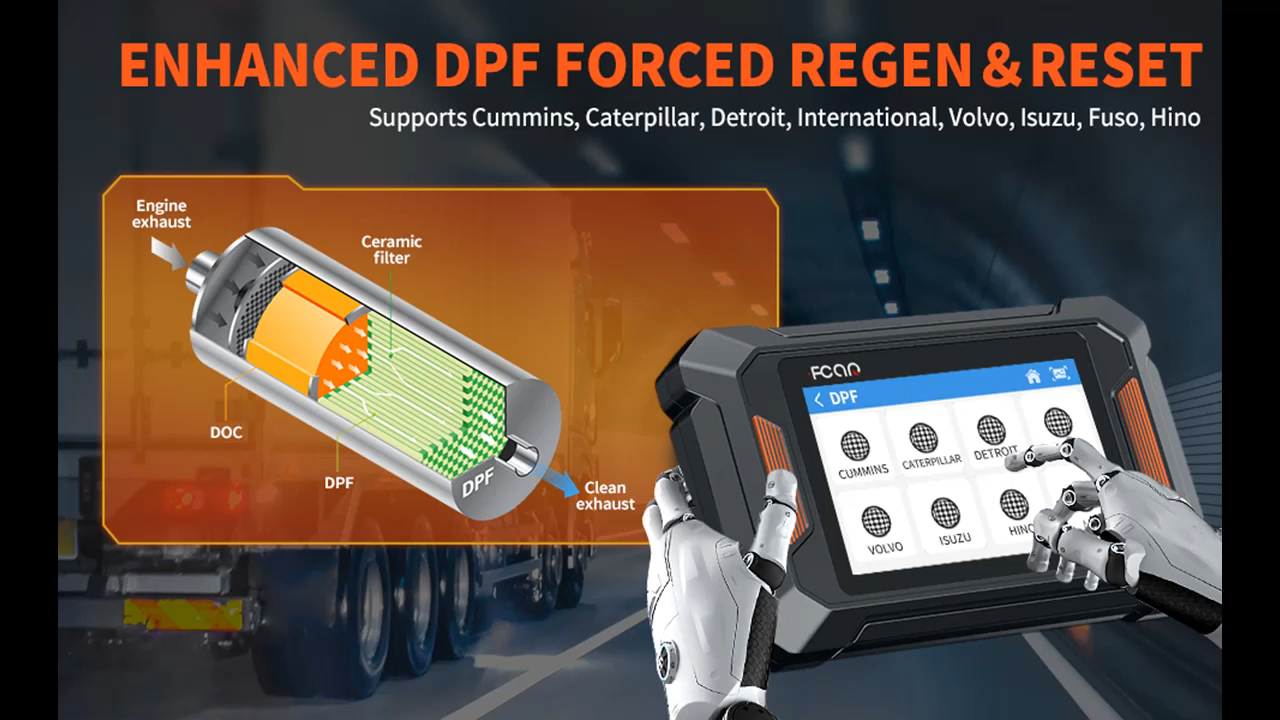 ENHANCED DPF FORCED REGEN & RESET
Supports Cummins, Caterpillar, Detroit, International, Volvo, Isuzu, Fuso, Hino
Engine
exhaust
Ceramic
filter
DOC
DPF
DPF
Clean
exhaust
FCAR
DPF
CUMMINS
CATERPILLAR
DETROIT
VOLVO
ISUZU
HINO